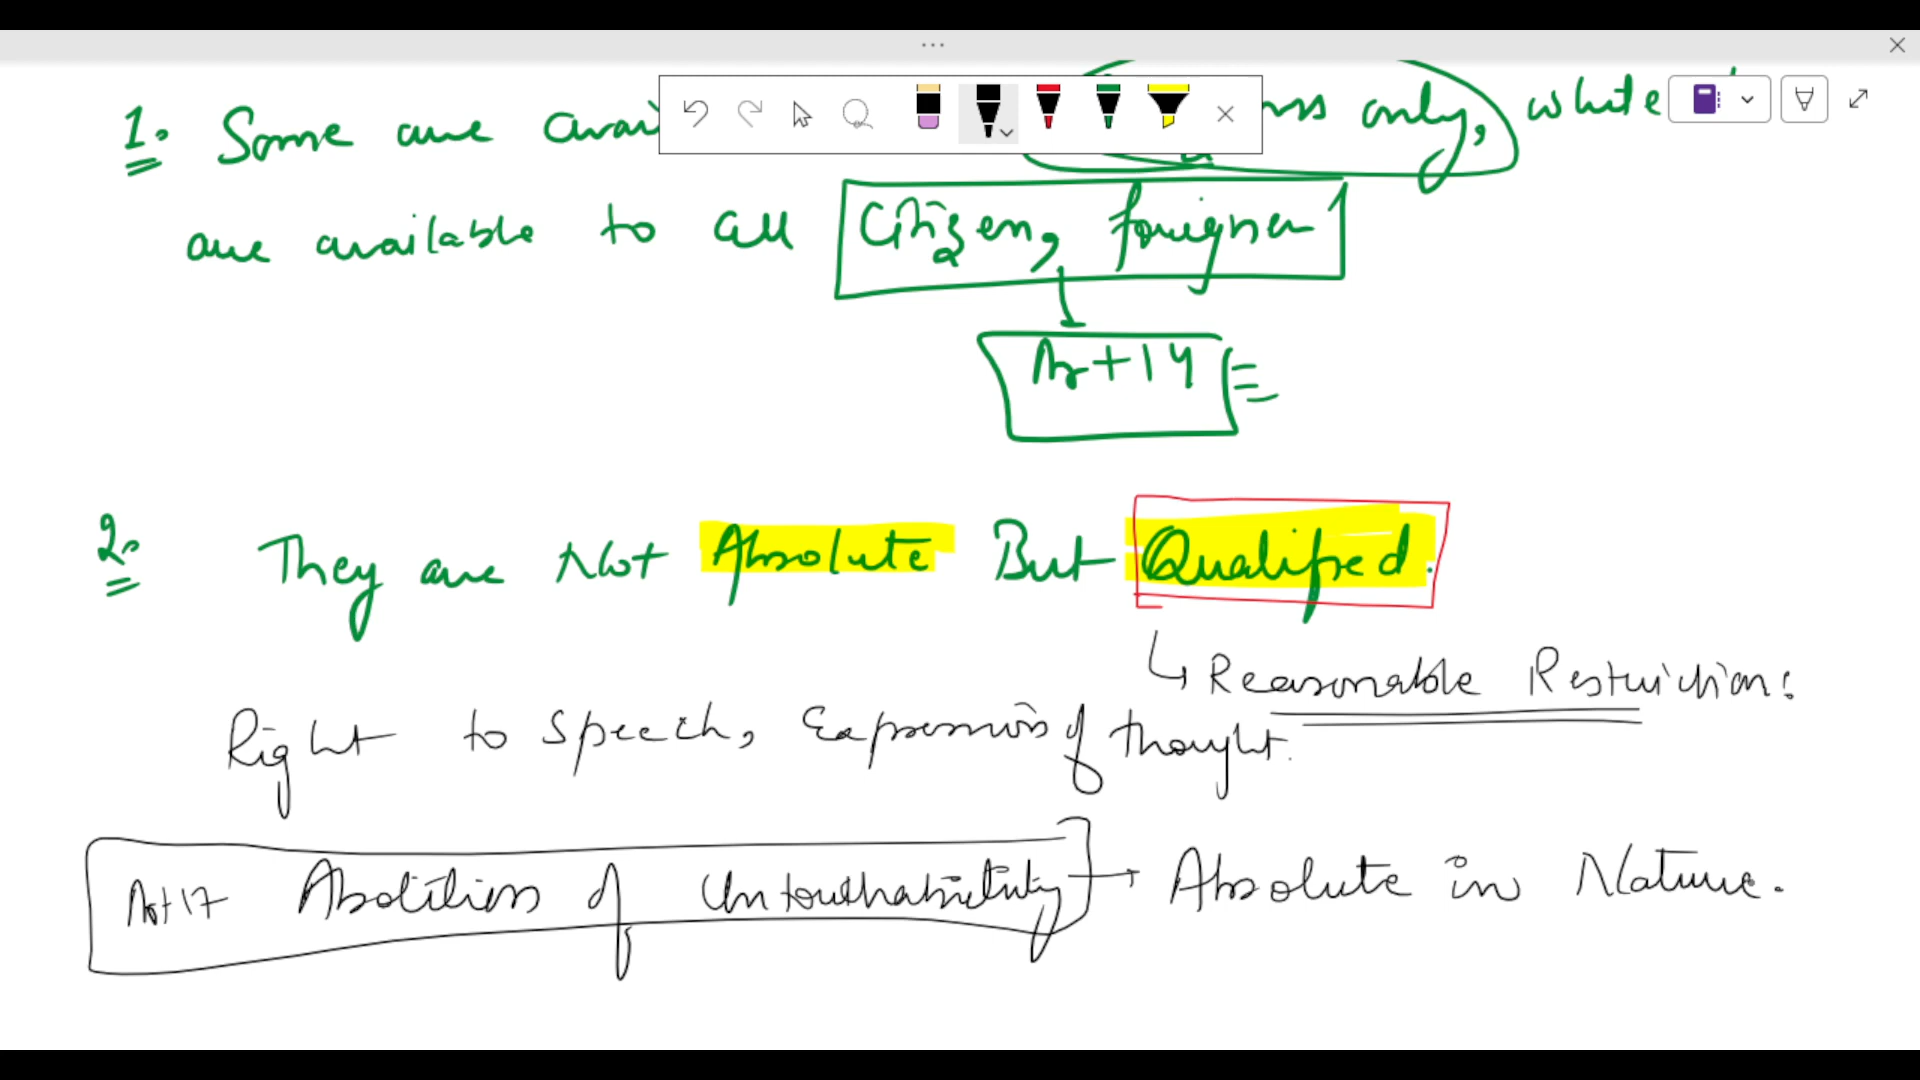 1. Some are avai ns only, while
are available to all Citizen, foreigner
Art 14
2. They are Not Absolute But Qualified.
↳ Reasonable Restriction:
Right to Speech, Expression of thought.
Art 17 Abolition of Untouchability → Absolute in Nature.